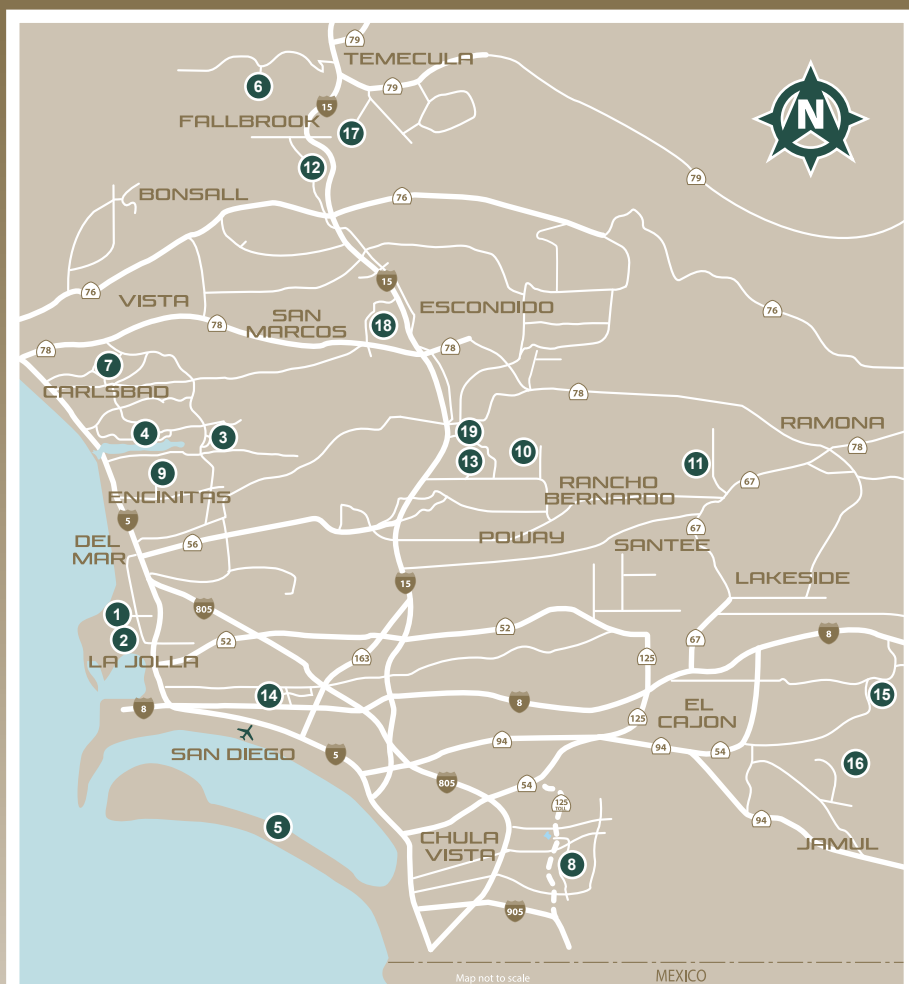 79
TEMECULA
6
79
15
FALLBROOK
17
N
12
79
BONSALL
76
15
76
VISTA
ESCONDIDO
76
SAN
MARCOS
18
78
78
78
7
CARLSBAD
78
RAMONA
4
3
19
78
13
10
11
9
ENCINITAS
RANCHO
BERNARDO
67
5
67
DEL
MAR
56
POWAY
SANTEE
15
LAKESIDE
805
1
2
52
52
67
8
LA JOLLA
163
125
14
15
8
8
EL
CAJON
125
SAN DIEGO
5
94
94
54
16
805
54
125
TOLL
94
5
CHULA
VISTA
JAMUL
8
905
Map not to scale
MEXICO